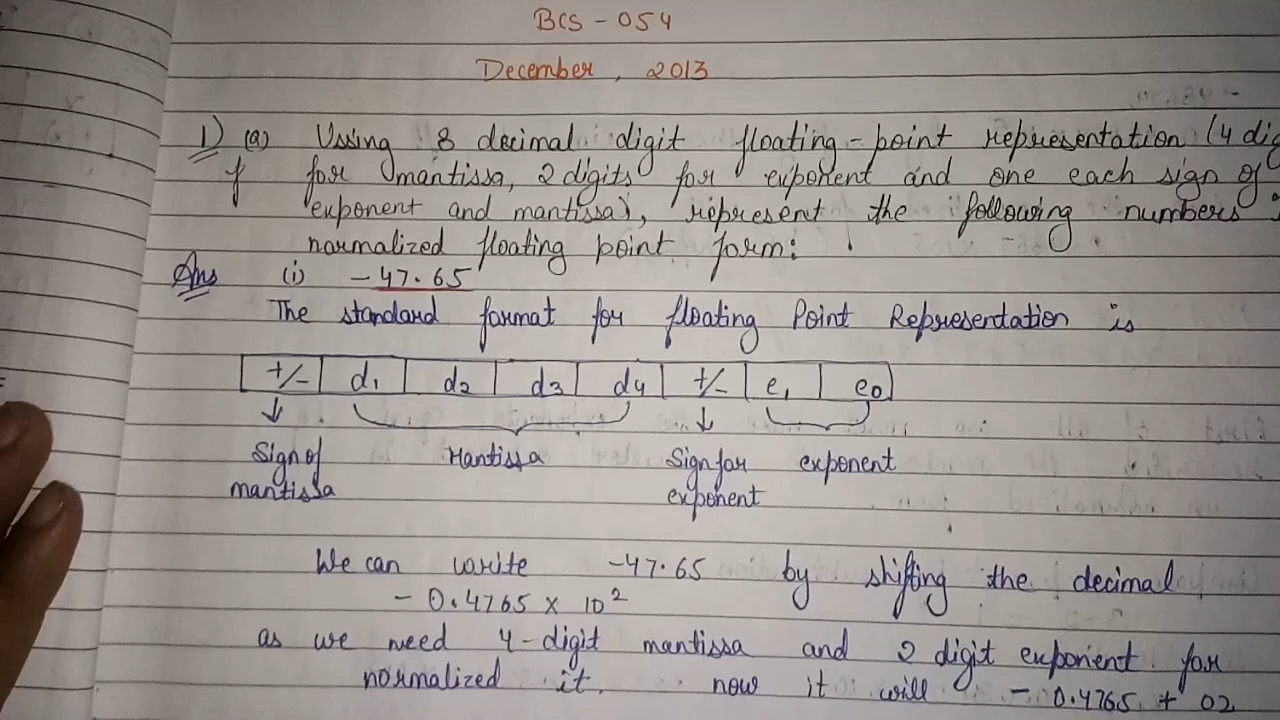 BCS - 054
December, 2013
1) (a) Using 8 decimal digit floating-point representation (4 dig
for mantissa, 2 digits for exponent and one each sign of
exponent and mantissa), represent the following numbers
normalized floating point form:
Ans (i) -47.65
The standard format for floating Point Representation is
+/- d1 d2 d3 d4 +/- e1 e0
Sign of Mantissa Sign for exponent
mantissa exponent
We can write -47.65 by shifting the decimal
- 0.4765 x 10²
as we need 4-digit mantissa and 2 digit exponent for
normalized it. now it will - 0.4765 + 02